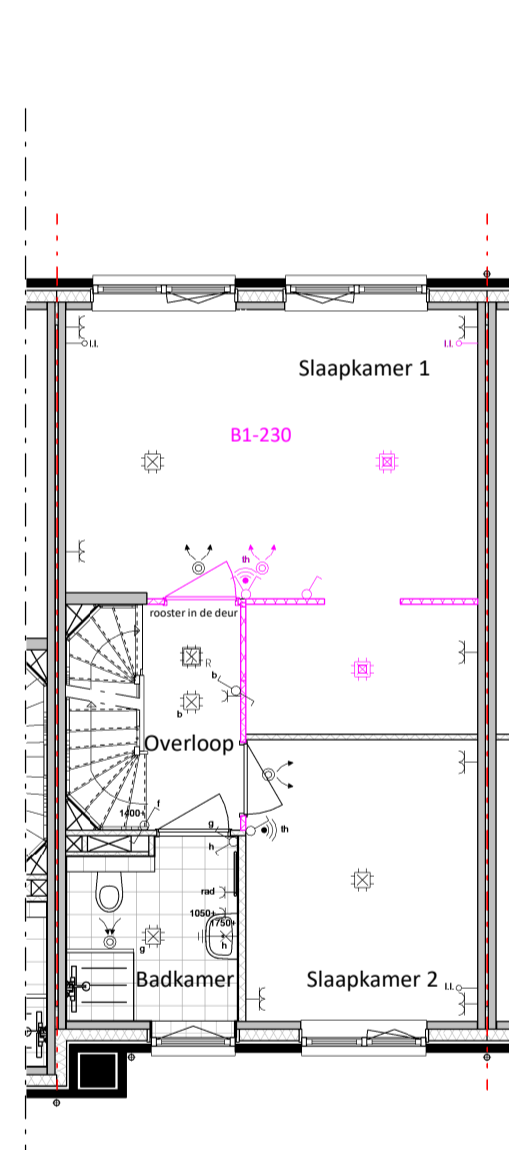 I.I.
I.I.
Slaapkamer 1
B1-230
th
rooster in de deur
R
b
b
Overloop
1400+
f
g
th
h
rad
1050+
1750+
g
h
Badkamer
Slaapkamer 2
I.I.